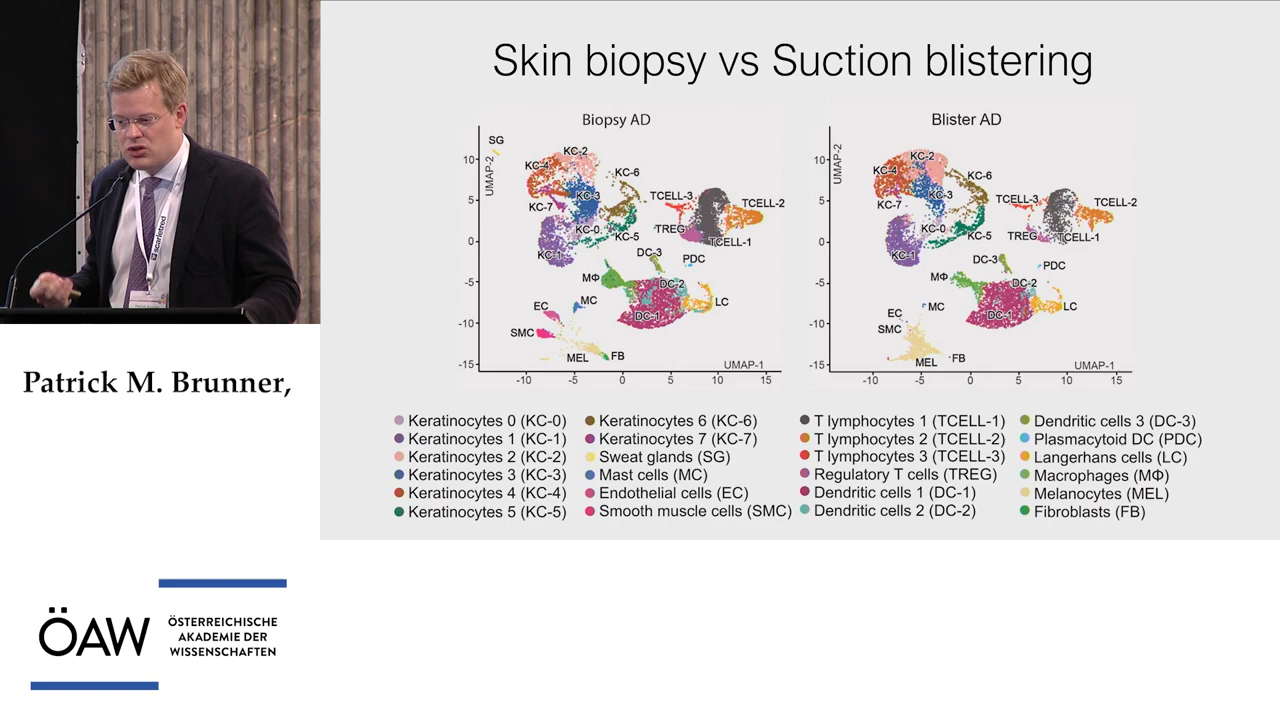 Skin biopsy vs Suction blistering
Biopsy AD
UMAP-2
10
5
0
-5
-10
-15
-10
-5
0
5
10
15
UMAP-1
SG
KC-2
KC-4
KC-6
KC-3
KC-7
KC-0
KC-5
KC-1
TCELL-3
TCELL-2
TREG
TCELL-1
DC-3
PDC
MΦ
DC-2
MC
LC
EC
DC-1
SMC
MEL
FB
Blister AD
UMAP-2
10
5
0
-5
-10
-15
-10
-5
0
5
10
15
UMAP-1
KC-2
KC-4
KC-6
KC-3
KC-7
KC-0
KC-5
KC-1
TCELL-3
TCELL-2
TREG
TCELL-1
DC-3
PDC
MΦ
DC-2
MC
LC
EC
DC-1
SMC
MEL
FB
Keratinocytes 0 (KC-0)
Keratinocytes 1 (KC-1)
Keratinocytes 2 (KC-2)
Keratinocytes 3 (KC-3)
Keratinocytes 4 (KC-4)
Keratinocytes 5 (KC-5)
Keratinocytes 6 (KC-6)
Keratinocytes 7 (KC-7)
Sweat glands (SG)
Mast cells (MC)
Endothelial cells (EC)
Smooth muscle cells (SMC)
T lymphocytes 1 (TCELL-1)
T lymphocytes 2 (TCELL-2)
T lymphocytes 3 (TCELL-3)
Regulatory T cells (TREG)
Dendritic cells 1 (DC-1)
Dendritic cells 2 (DC-2)
Dendritic cells 3 (DC-3)
Plasmacytoid DC (PDC)
Langerhans cells (LC)
Macrophages (MΦ)
Melanocytes (MEL)
Fibroblasts (FB)
Patrick M. Brunner,
ÖAW
ÖSTERREICHISCHE
AKADEMIE DER
WISSENSCHAFTEN